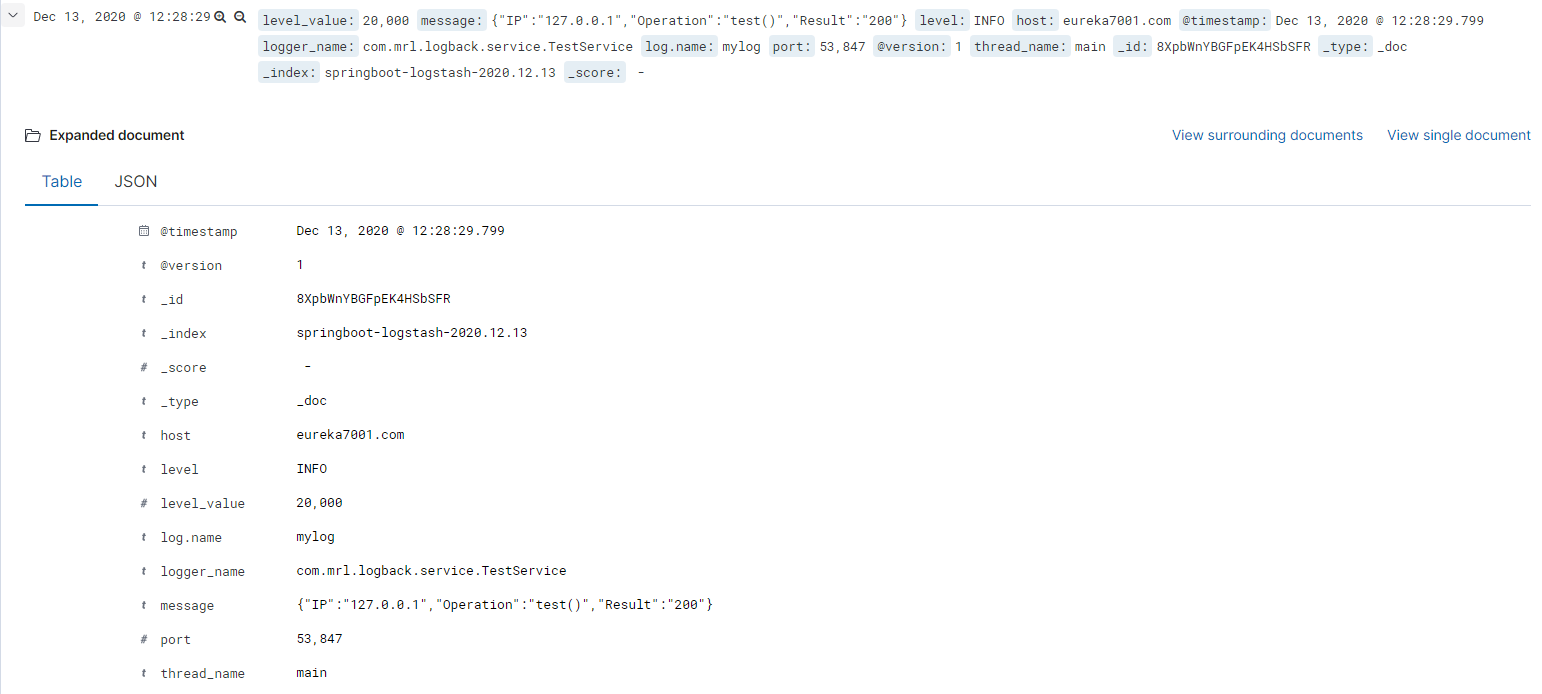 Dec 13, 2020 @ 12:28:29 level_value: 20,000 message: {"IP":"127.0.0.1","Operation":"test()","Result":"200"} level: INFO host: eureka7001.com @timestamp: Dec 13, 2020 @ 12:28:29.799
logger_name: com.mrl.logback.service.TestService log.name: mylog port: 53,847 @version: 1 thread_name: main _id: 8XpbWnYBGFpEK4HSbSFR _type: _doc
_index: springboot-logstash-2020.12.13 _score: -
Expanded document View surrounding documents View single document
Table JSON
@timestamp Dec 13, 2020 @ 12:28:29.799
t @version 1
t _id 8XpbWnYBGFpEK4HSbSFR
t _index springboot-logstash-2020.12.13
# _score -
t _type _doc
t host eureka7001.com
t level INFO
# level_value 20,000
t log.name mylog
t logger_name com.mrl.logback.service.TestService
t message {"IP":"127.0.0.1","Operation":"test()","Result":"200"}
# port 53,847
t thread_name main